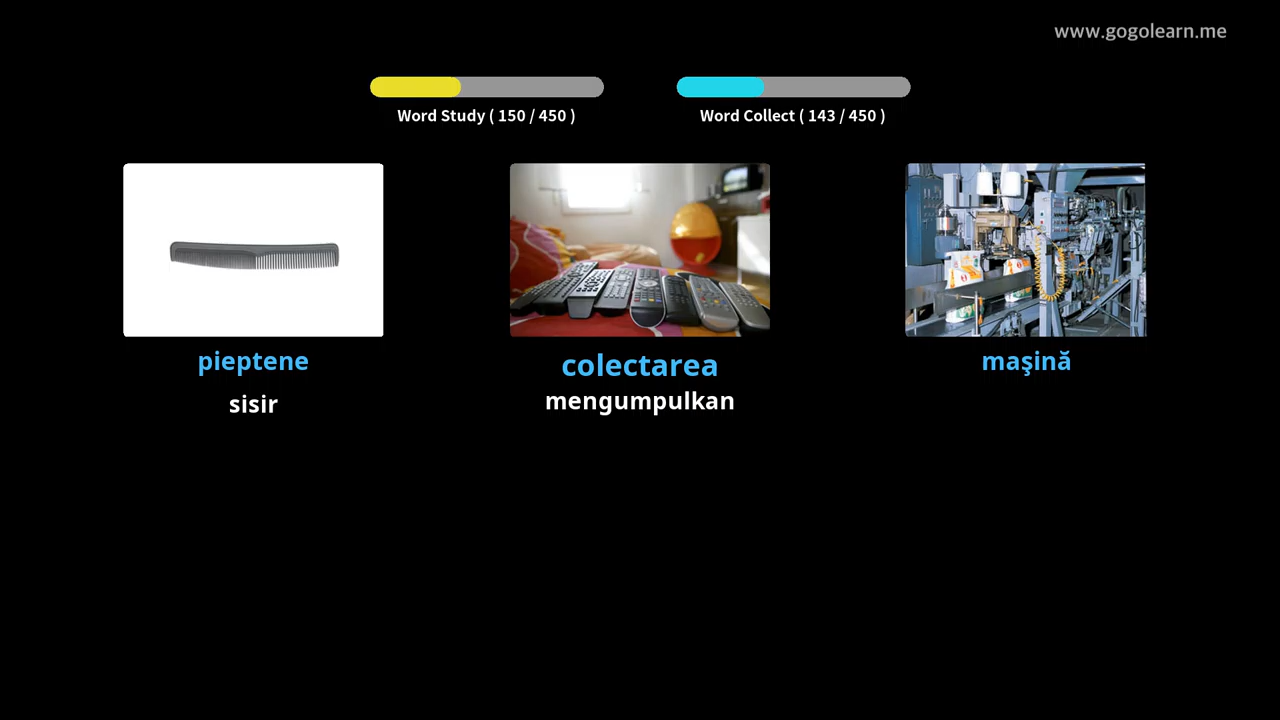 www.gogolearn.me
Word Study ( 150 / 450 )
Word Collect ( 143 / 450 )
pieptene
colectarea
maşină
sisir
mengumpulkan